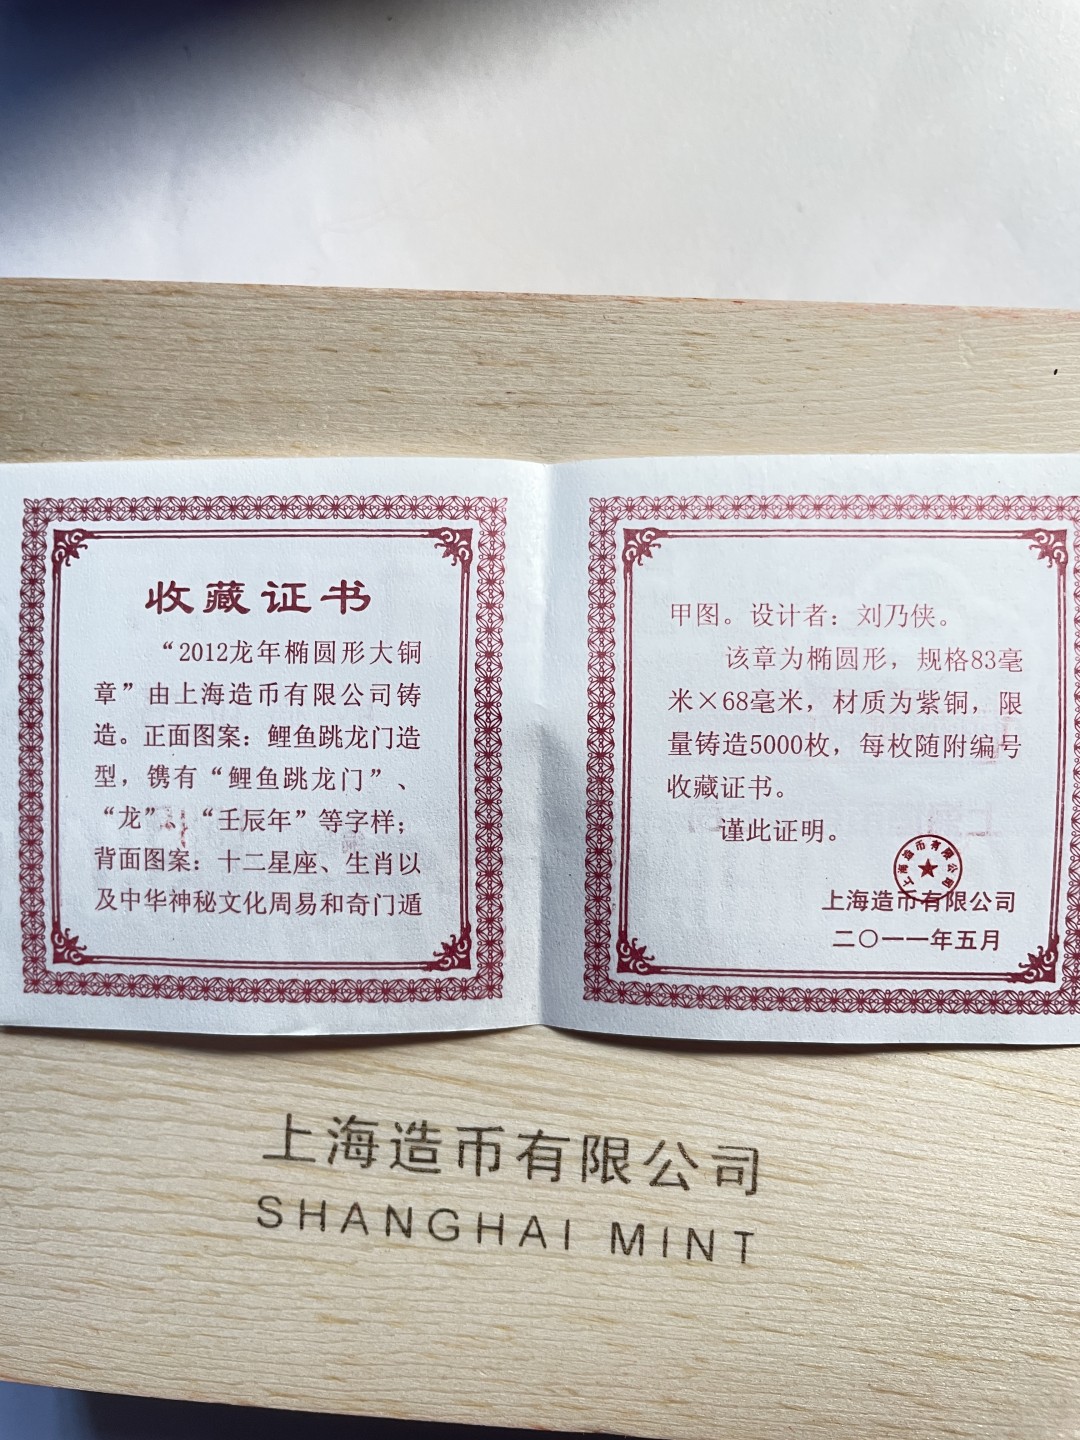 收藏证书
“2012龙年椭圆形大铜
章”由上海造币有限公司铸
造。正面图案：鲤鱼跳龙门造
型，镌有“鲤鱼跳龙门”、
“龙”、“壬辰年”等字样；
背面图案：十二星座、生肖以
及中华神秘文化周易和奇门遁
甲图。设计者：刘乃侠。
该章为椭圆形，规格83毫
米×68毫米，材质为紫铜，限
量铸造5000枚，每枚随附编号
收藏证书。
谨此证明。
上海造币有限公司
上海造币有限公司
二〇一一年五月
上海造币有限公司
SHANGHAI MINT